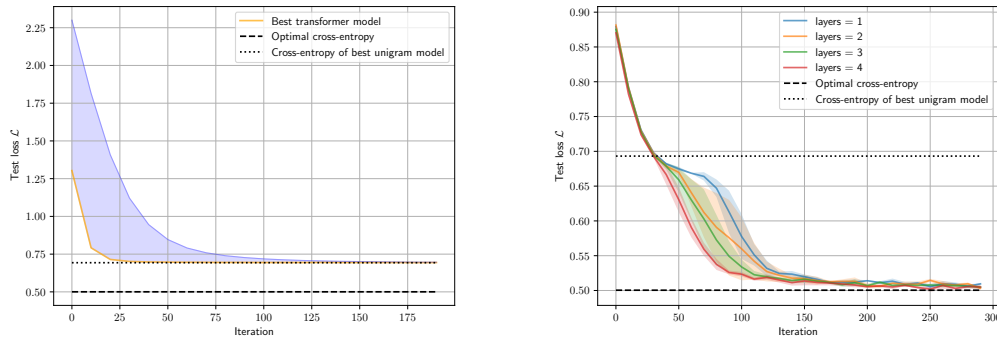 Best transformer model
Optimal cross-entropy
Cross-entropy of best unigram model
Test loss ℒ
2.25
2.00
1.75
1.50
1.25
1.00
0.75
0.50
0
25
50
75
100
125
150
175
Iteration
layers = 1
layers = 2
layers = 3
layers = 4
Optimal cross-entropy
Cross-entropy of best unigram model
Test loss ℒ
0.90
0.85
0.80
0.75
0.70
0.65
0.60
0.55
0.50
0
50
100
150
200
250
300
Iteration